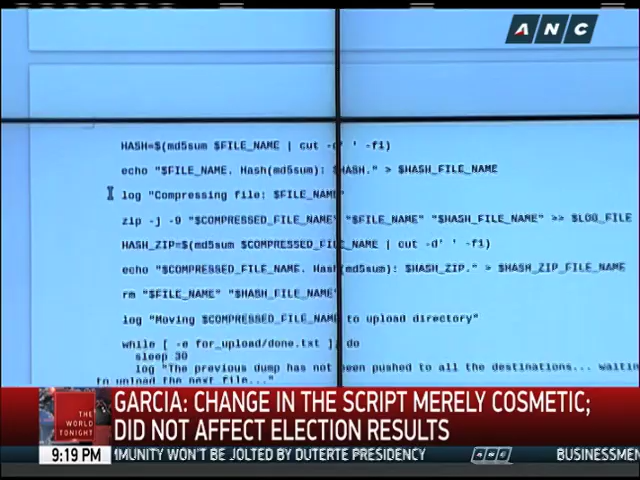 ANC
HASH=$(md5sum $FILE_NAME | cut -d' ' -f1)
echo "$FILE_NAME. Hash(md5sum): $HASH." > $HASH_FILE_NAME
log "Compressing file: $FILE_NAME"
zip -j -9 "$COMPRESSED_FILE_NAME" "$FILE_NAME" "$HASH_FILE_NAME" >> $LOG_FILE
HASH_ZIP=$(md5sum $COMPRESSED_FILE_NAME | cut -d' ' -f1)
echo "$COMPRESSED_FILE_NAME. Hash(md5sum): $HASH_ZIP." > $HASH_ZIP_FILE_NAME
rm "$FILE_NAME" "$HASH_FILE_NAME"
log "Moving $COMPRESSED_FILE_NAME to upload directory"
while [ -e for_upload/done.txt ]; do
sleep 30
log "The previous dump has not been pushed to all the destinations... waitin
to upload the next file..."
THE WORLD TONIGHT
GARCIA: CHANGE IN THE SCRIPT MERELY COSMETIC;
DID NOT AFFECT ELECTION RESULTS
9:19 PM MMUNITY WON'T BE JOLTED BY DUTERTE PRESIDENCY ANC BUSINESSMEN